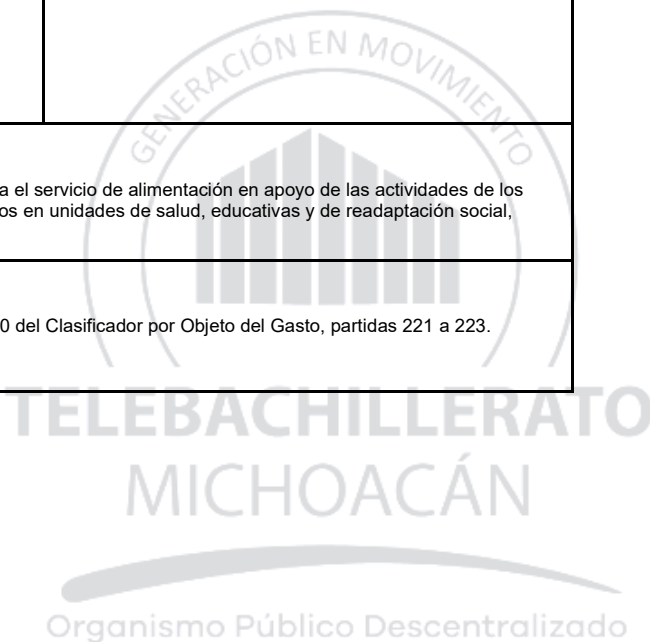 GENERACIÓN EN MOVIMIENTO
a el servicio de alimentación en apoyo de las actividades de los
os en unidades de salud, educativas y de readaptación social,
0 del Clasificador por Objeto del Gasto, partidas 221 a 223.
TELEBACHILLERATO
MICHOACÁN
Organismo Público Descentralizado